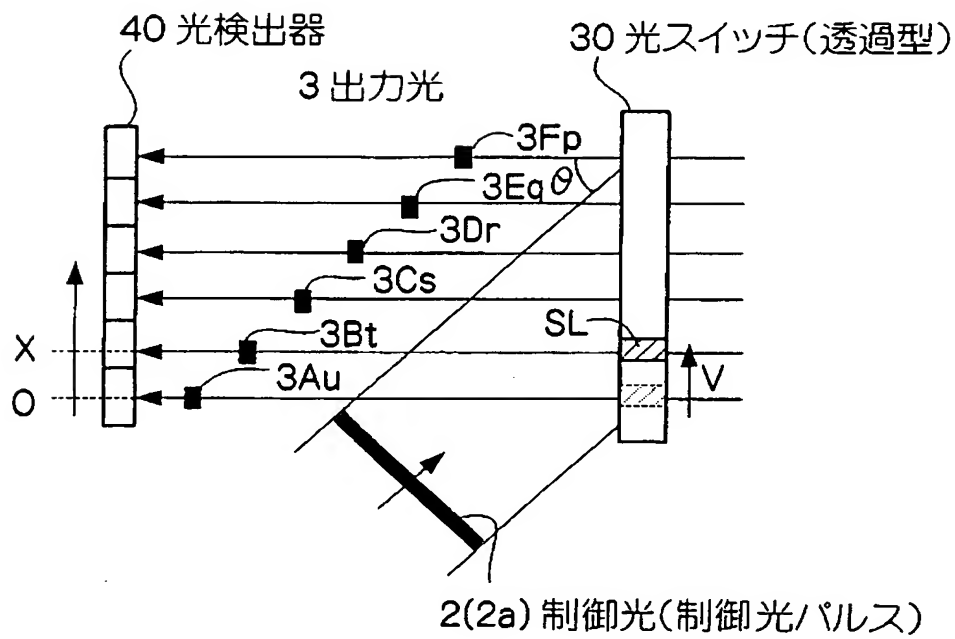 40 光検出器
30 光スイッチ(透過型)
3 出力光
3Fp
θ
3Eq
3Dr
3Cs
SL
X
3Bt
V
3Au
O
2(2a) 制御光(制御光パルス)